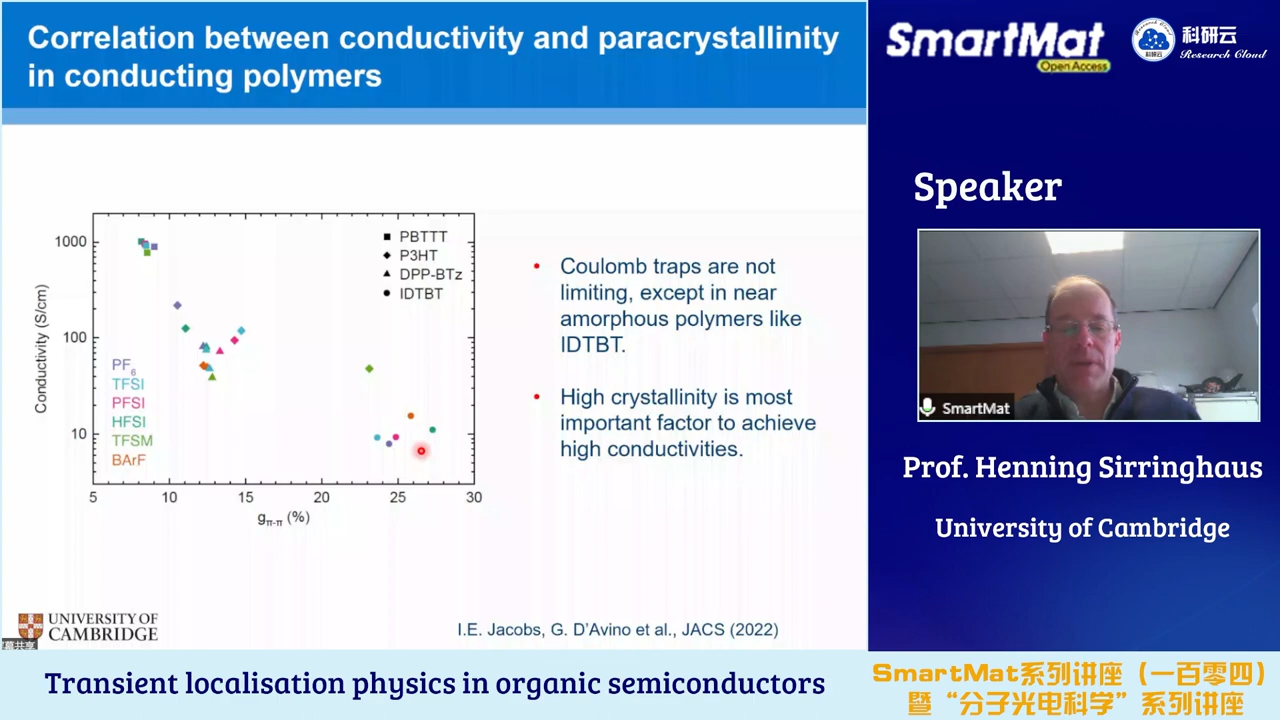 Correlation between conductivity and paracrystallinity
in conducting polymers
SmartMat
Open Access
科研云
Research Cloud
Speaker
SmartMat
Prof. Henning Sirringhaus
University of Cambridge
Conductivity (S/cm)
1000
100
10
5
10
15
20
25
30
gπ-π (%)
PBTTT
P3HT
DPP-BTz
IDTBT
PF6
TFSI
PFSI
HFSI
TFSM
BArF
Coulomb traps are not
limiting, except in near
amorphous polymers like
IDTBT.
High crystallinity is most
important factor to achieve
high conductivities.
UNIVERSITY OF
CAMBRIDGE
I.E. Jacobs, G. D'Avino et al., JACS (2022)
Transient localisation physics in organic semiconductors
SmartMat系列讲座（一百零四）
暨“分子光电科学”系列讲座